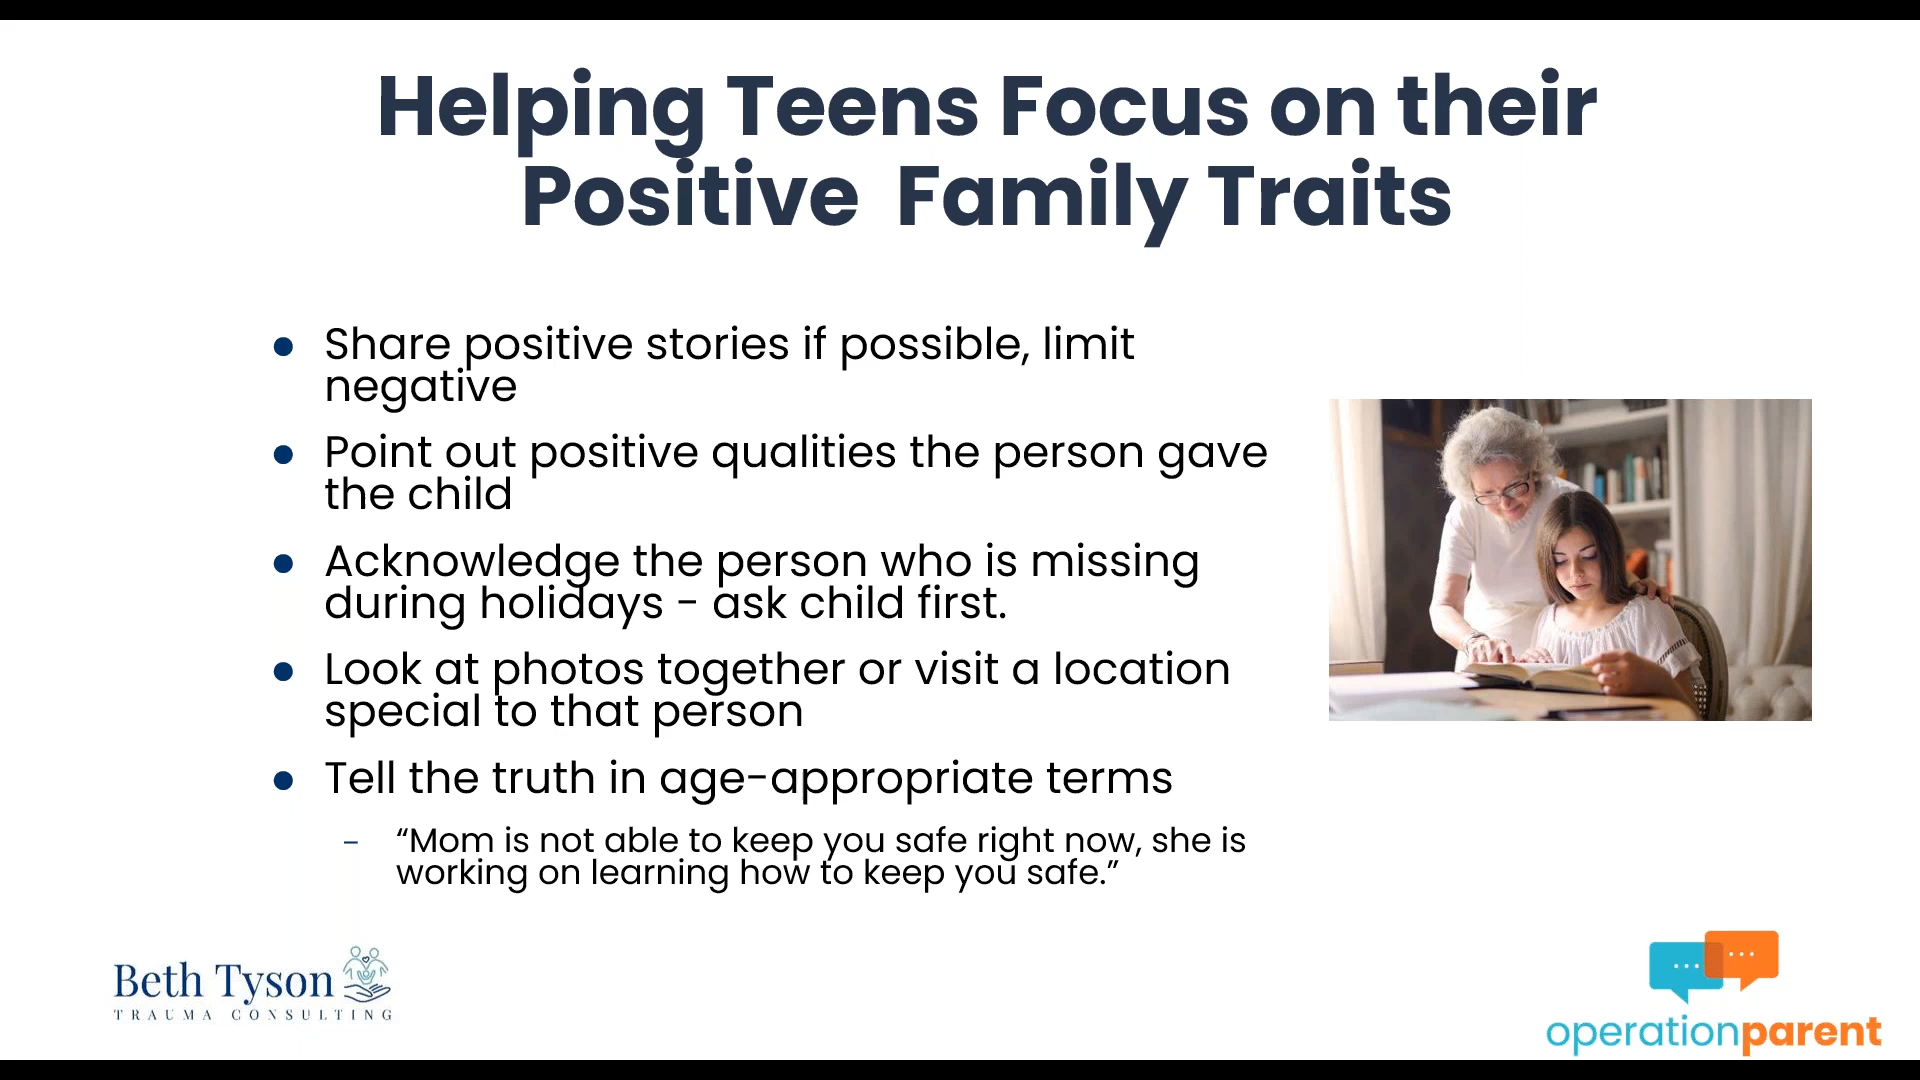 Helping Teens Focus on their
Positive  Family Traits
● Share positive stories if possible, limit
negative
● Point out positive qualities the person gave
the child
● Acknowledge the person who is missing
during holidays - ask child first.
● Look at photos together or visit a location
special to that person
● Tell the truth in age-appropriate terms
- “Mom is not able to keep you safe right now, she is
working on learning how to keep you safe.”
Beth Tyson
TRAUMA CONSULTING
operationparent